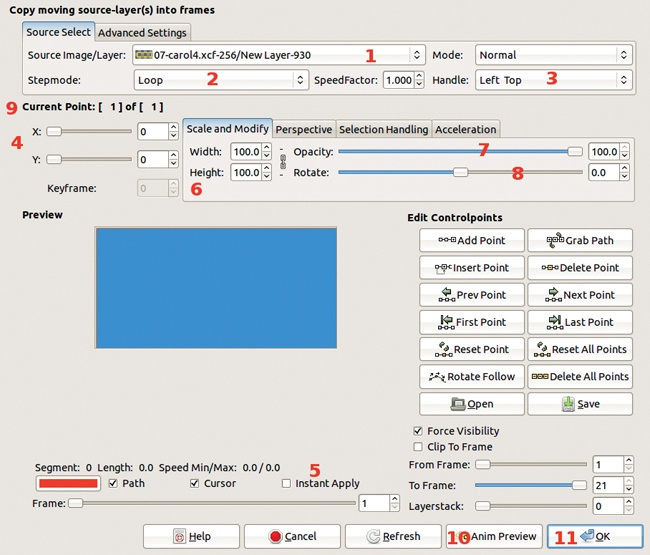 Copy moving source-layer(s) into frames
Source Select Advanced Settings
Source Image/Layer: 07-carol4.xcf-256/New Layer-930 1 Mode: Normal
Stepmode: Loop 2 SpeedFactor: 1.000 Handle: Left Top 3
9 Current Point: [ 1 ] of [ 1 ]
4 X: 0
Y: 0
Keyframe: 0
Scale and Modify Perspective Selection Handling Acceleration
Width: 100.0 Opacity: 7 100.0
Height: 100.0 Rotate: 8 0.0
6
Preview
Edit Controlpoints
Add Point Grab Path
Insert Point Delete Point
Prev Point Next Point
First Point Last Point
Reset Point Reset All Points
Rotate Follow Delete All Points
Open Save
Force Visibility
Clip To Frame
From Frame: 1
To Frame: 21
Layerstack: 0
Segment: 0 Length: 0.0 Speed Min/Max: 0.0 / 0.0 5
Path Cursor Instant Apply
Frame: 1
Help Cancel Refresh 10 Anim Preview 11 OK